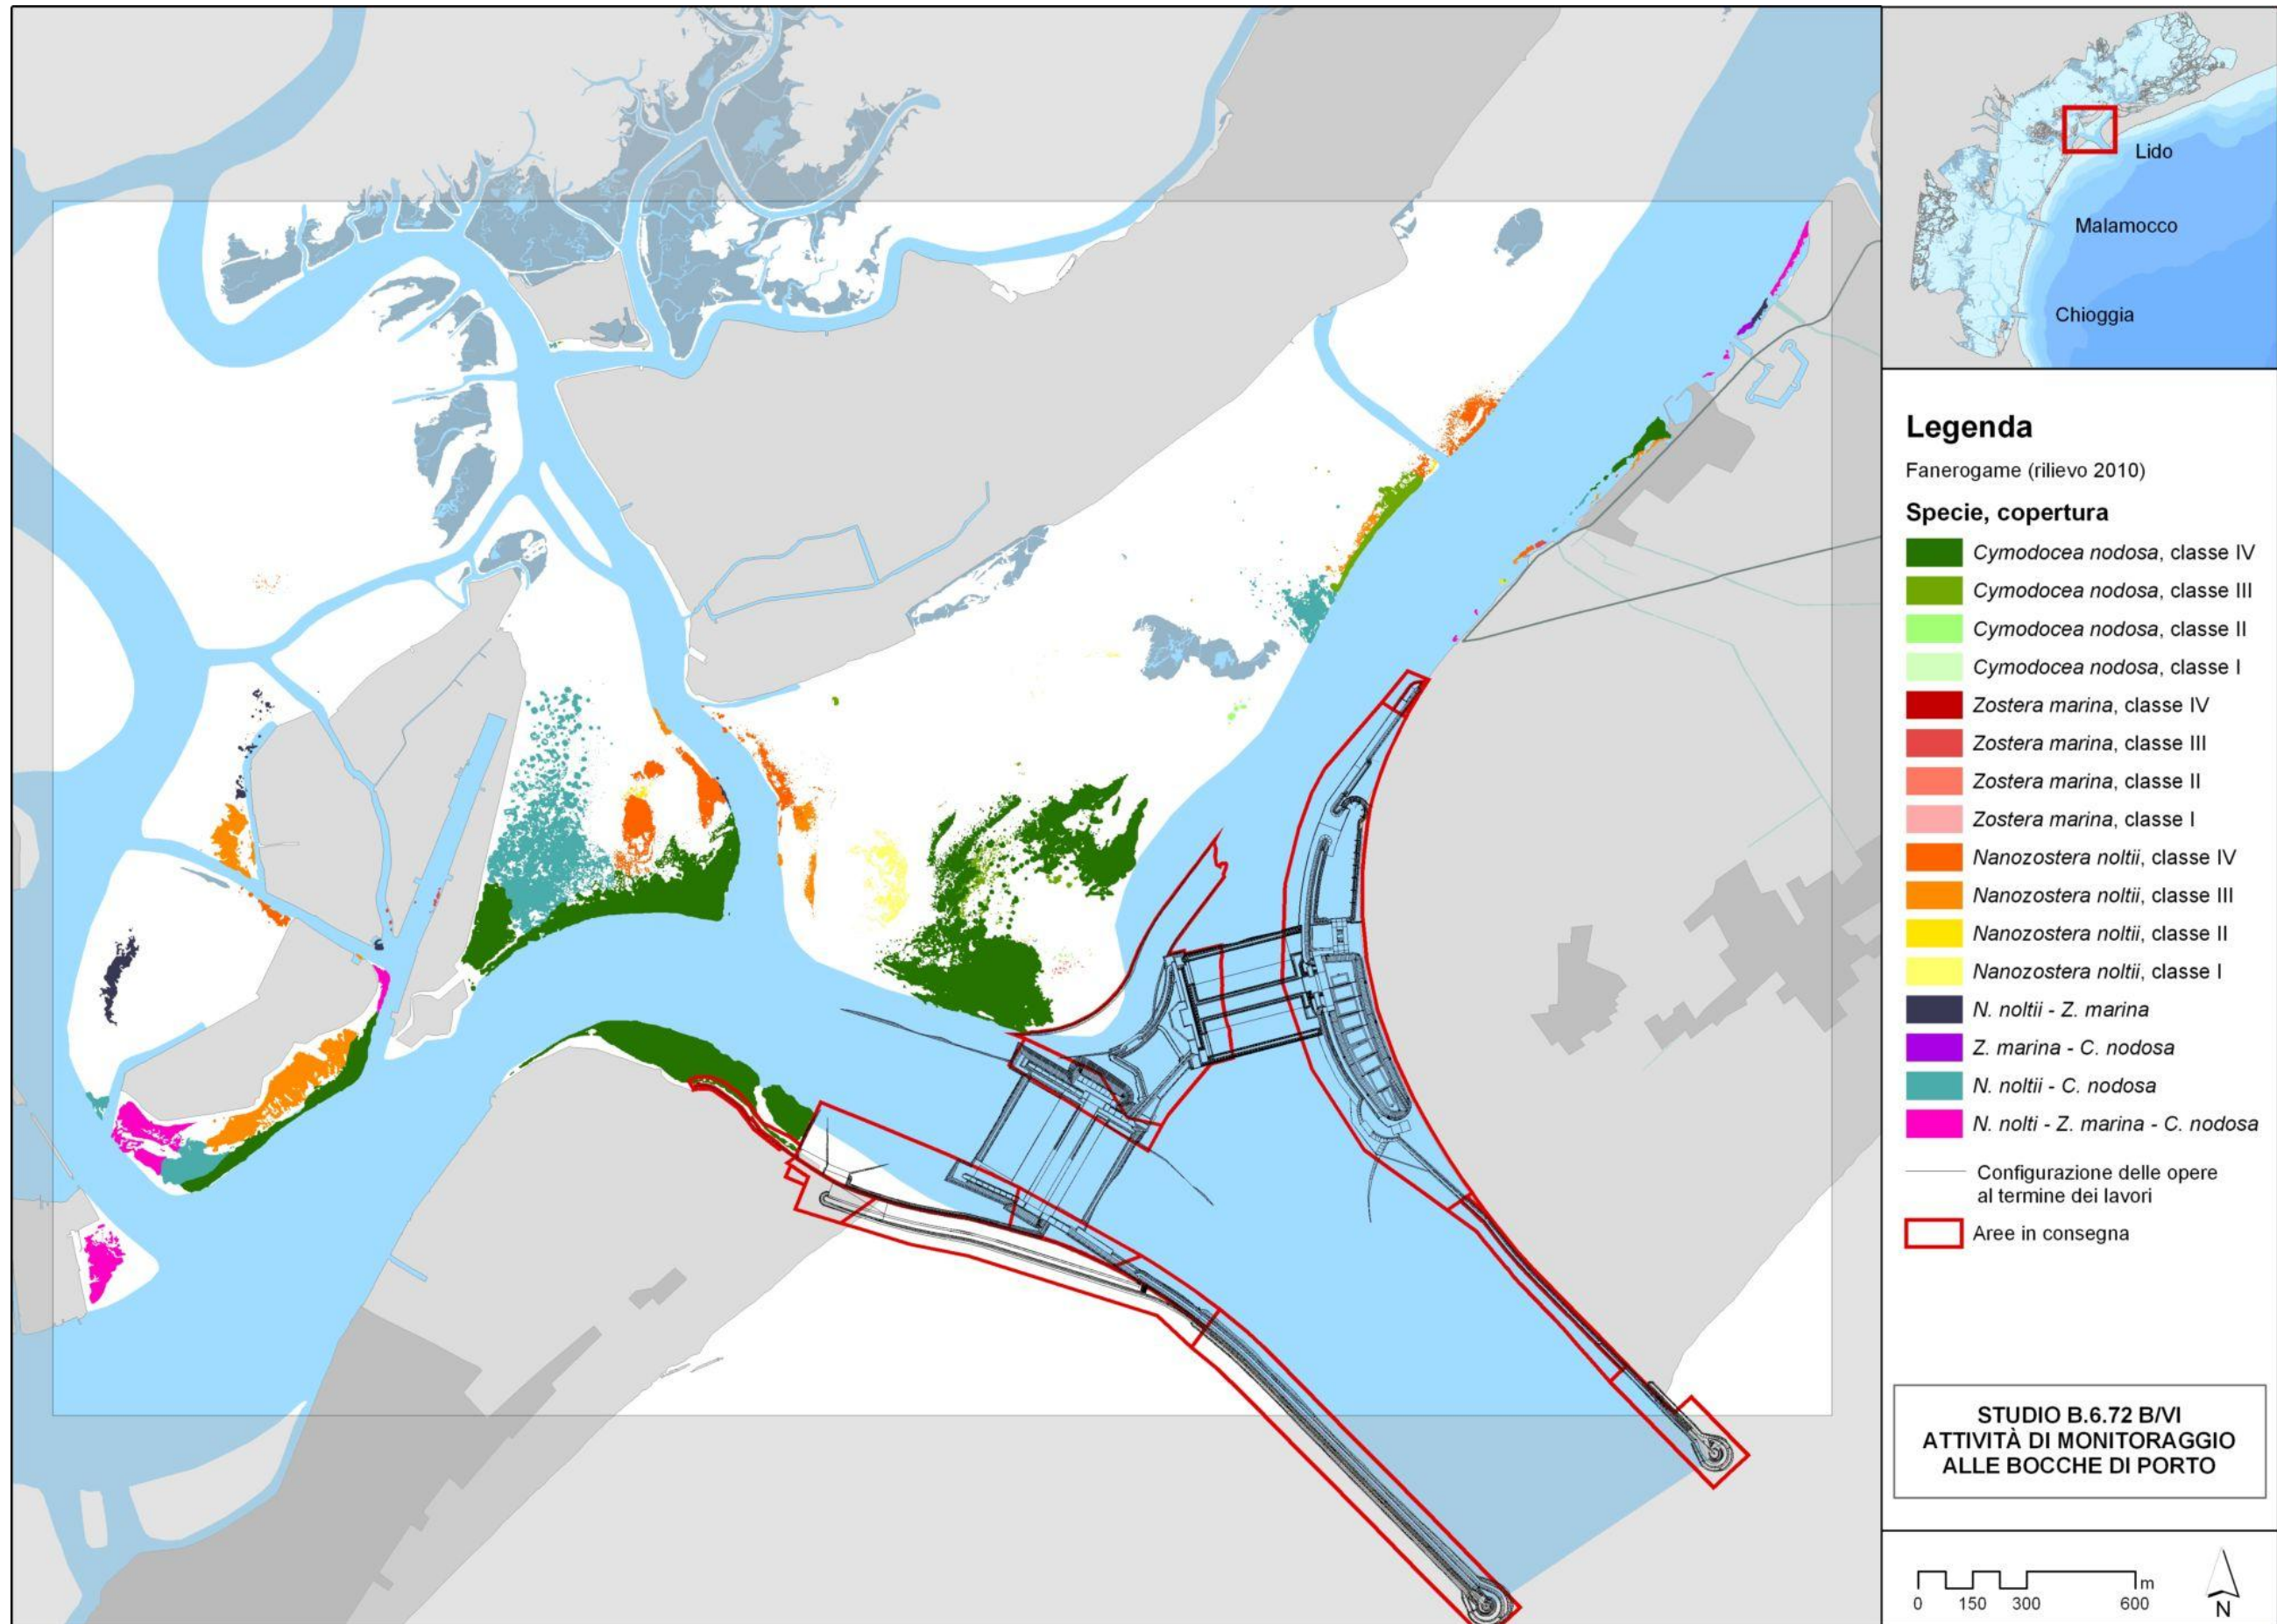 Lido
Malamocco
Chioggia
Legenda
Fanerogame (rilievo 2010)
Specie, copertura
Cymodocea nodosa, classe IV
Cymodocea nodosa, classe III
Cymodocea nodosa, classe II
Cymodocea nodosa, classe I
Zostera marina, classe IV
Zostera marina, classe III
Zostera marina, classe II
Zostera marina, classe I
Nanozostera noltii, classe IV
Nanozostera noltii, classe III
Nanozostera noltii, classe II
Nanozostera noltii, classe I
N. noltii - Z. marina
Z. marina - C. nodosa
N. noltii - C. nodosa
N. nolti - Z. marina - C. nodosa
Configurazione delle opere
al termine dei lavori
Aree in consegna
STUDIO B.6.72 B/VI
ATTIVITÀ DI MONITORAGGIO
ALLE BOCCHE DI PORTO
m
0 150 300 600
N